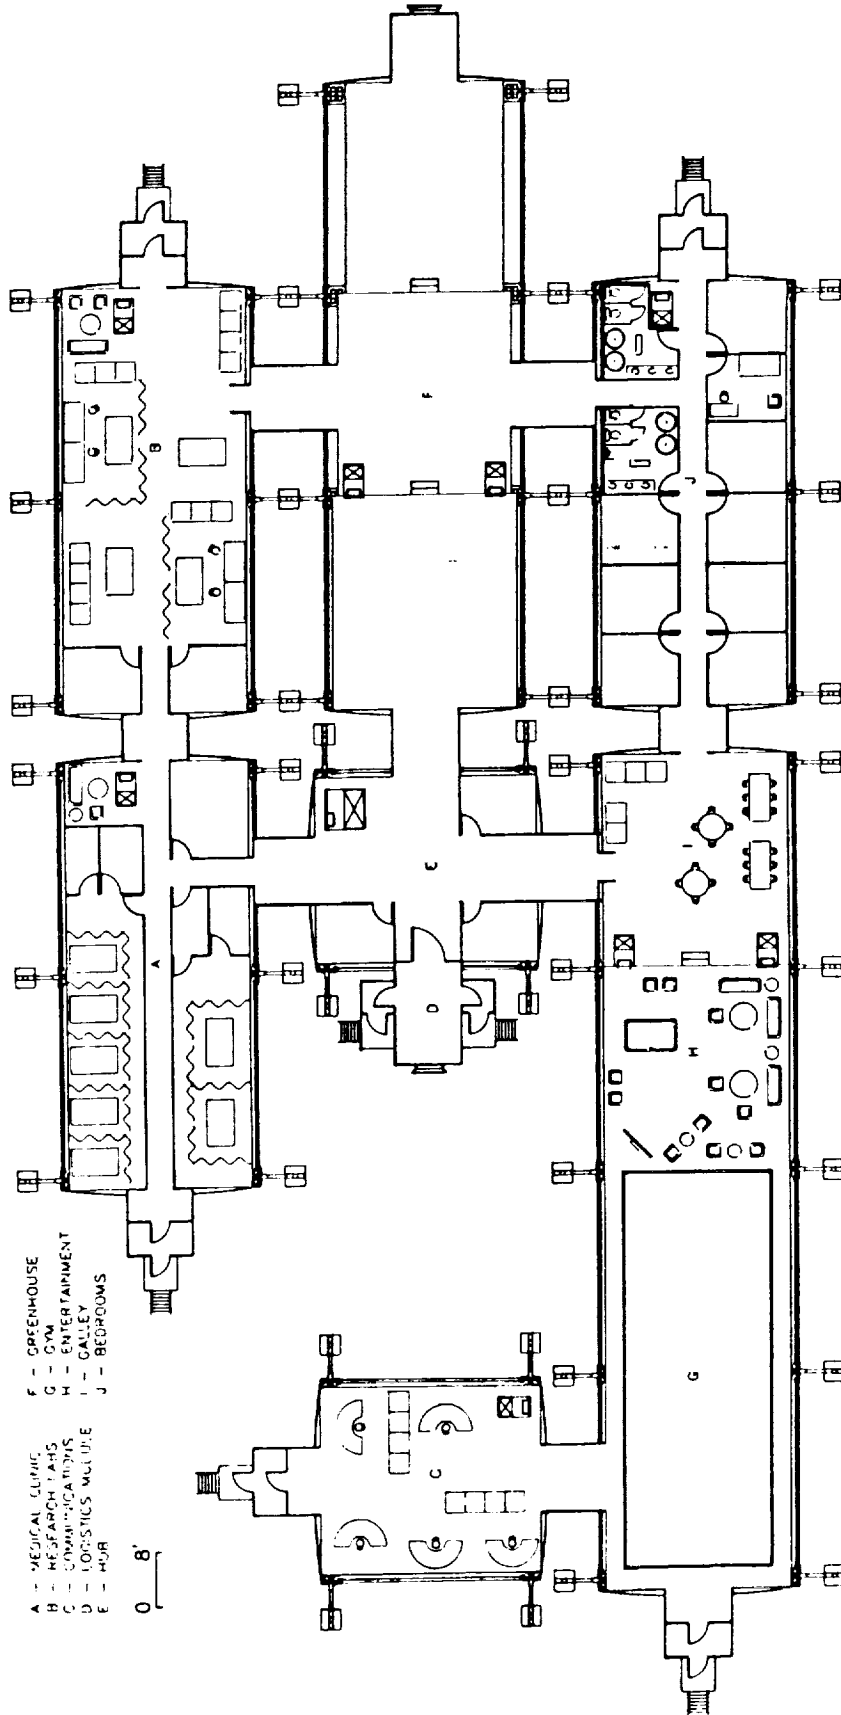 A - MEDICAL CLINIC
B - RESEARCH LABS
C - COMMUNICATIONS
D - LOGISTICS MODULE
E - HUB
F - GREENHOUSE
G - GYM
H - ENTERTAINMENT
I - GALLEY
J - BEDROOMS
0 8'
A
B
C
D
E
F
G
H
I
J